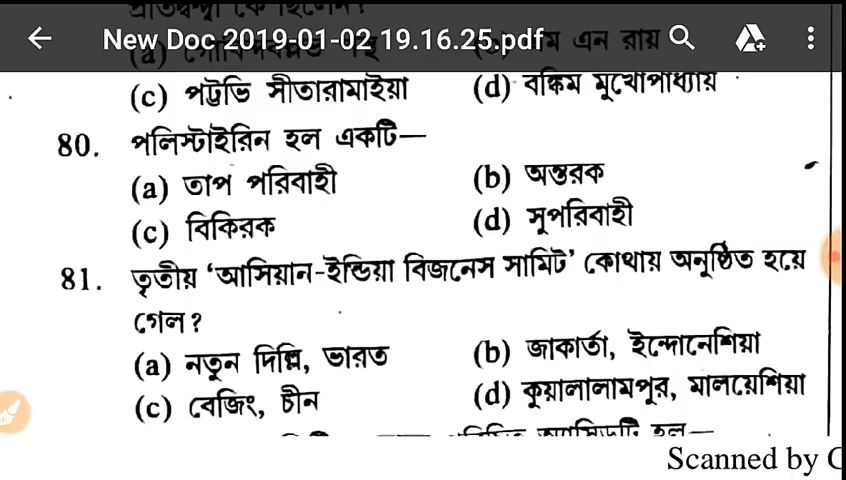 New Doc 2019-01-02 19.16.25.pdf
(c) পট্টভি সীতারামাইয়া (d) বঙ্কিম মুখোপাধ্যায়
80. পলিস্টাইরিন হল একটি—
(a) তাপ পরিবাহী (b) অন্তরক
(c) বিকিরক (d) সুপরিবাহী
81. তৃতীয় ‘আসিয়ান-ইন্ডিয়া বিজনেস সামিট’ কোথায় অনুষ্ঠিত হয়ে
গেল?
(a) নতুন দিল্লি, ভারত (b) জাকার্তা, ইন্দোনেশিয়া
(c) বেজিং, চীন (d) কুয়ালালামপুর, মালয়েশিয়া
Scanned by C